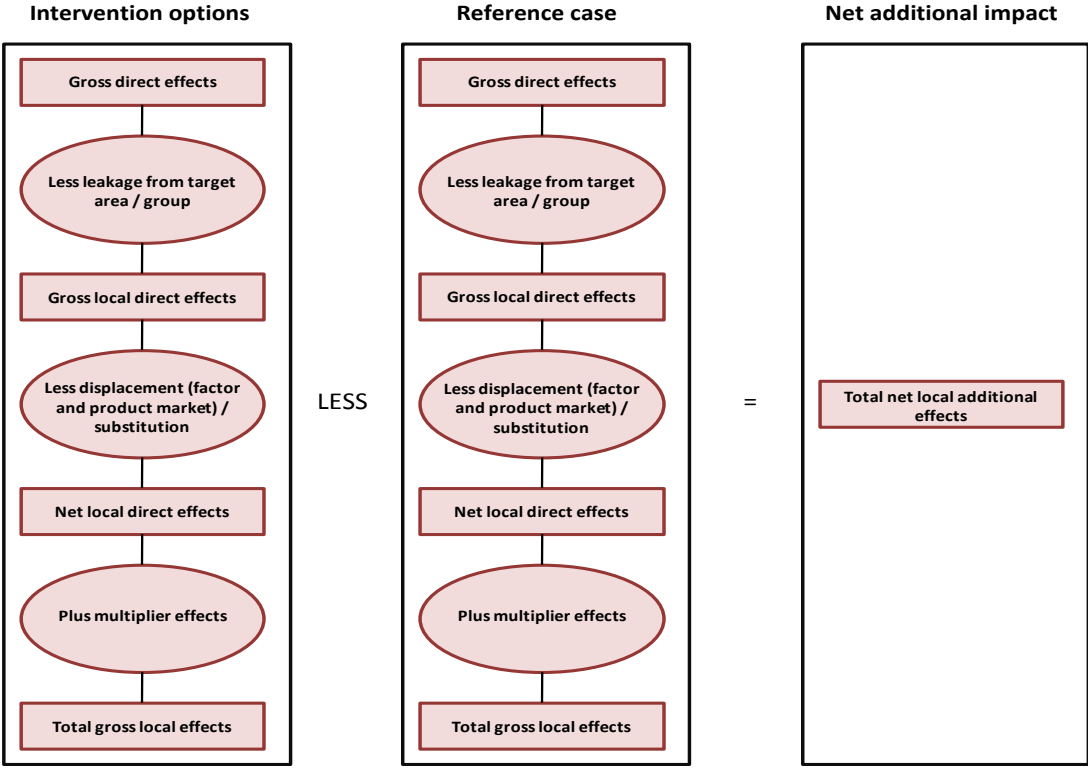 Intervention options
Gross direct effects
Less leakage from target
area / group
Gross local direct effects
Less displacement (factor
and product market) /
substitution
Net local direct effects
Plus multiplier effects
Total gross local effects
LESS
Reference case
Gross direct effects
Less leakage from target
area / group
Gross local direct effects
Less displacement (factor
and product market) /
substitution
Net local direct effects
Plus multiplier effects
Total gross local effects
=
Net additional impact
Total net local additional
effects